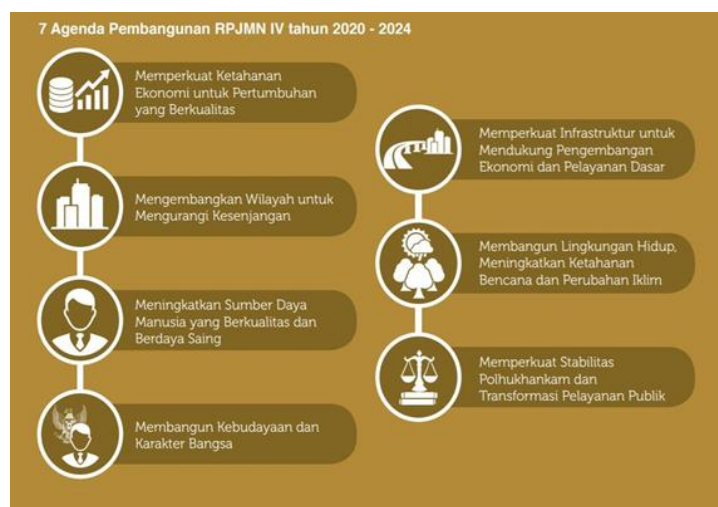 7 Agenda Pembangunan RPJMN IV tahun 2020 - 2024
Memperkuat Ketahanan
Ekonomi untuk Pertumbuhan
yang Berkualitas
Mengembangkan Wilayah untuk
Mengurangi Kesenjangan
Meningkatkan Sumber Daya
Manusia yang Berkualitas dan
Berdaya Saing
Membangun Kebudayaan dan
Karakter Bangsa
Memperkuat Infrastruktur untuk
Mendukung Pengembangan
Ekonomi dan Pelayanan Dasar
Membangun Lingkungan Hidup,
Meningkatkan Ketahanan
Bencana dan Perubahan Iklim
Memperkuat Stabilitas
Polhukhankam dan
Transformasi Pelayanan Publik